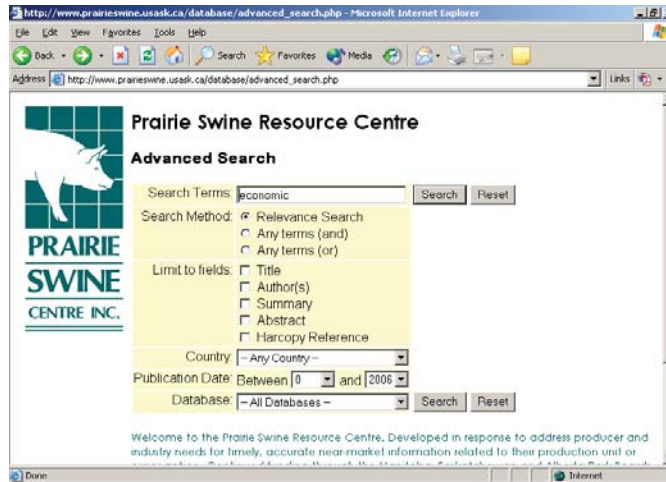 http://www.prairieswine.usask.ca/database/advanced_search.php - Microsoft Internet Explorer
File Edit View Favorites Tools Help
Back Search Favorites Media
Address http://www.prairieswine.usask.ca/database/advanced_search.php Links
Prairie Swine Resource Centre
Advanced Search
Search Terms: economic Search Reset
Search Method: Relevance Search
Any terms (and)
Any terms (or)
Limit to fields: Title
Author(s)
Summary
Abstract
Harcopy Reference
Country: -- Any Country --
Publication Date: Between 0 and 2006
Database: -- All Databases -- Search Reset
PRAIRIE
SWINE
CENTRE INC.
Welcome to the Prairie Swine Resource Centre. Developed in response to address producer and
industry needs for timely, accurate near-market information related to their production unit or
Done Internet